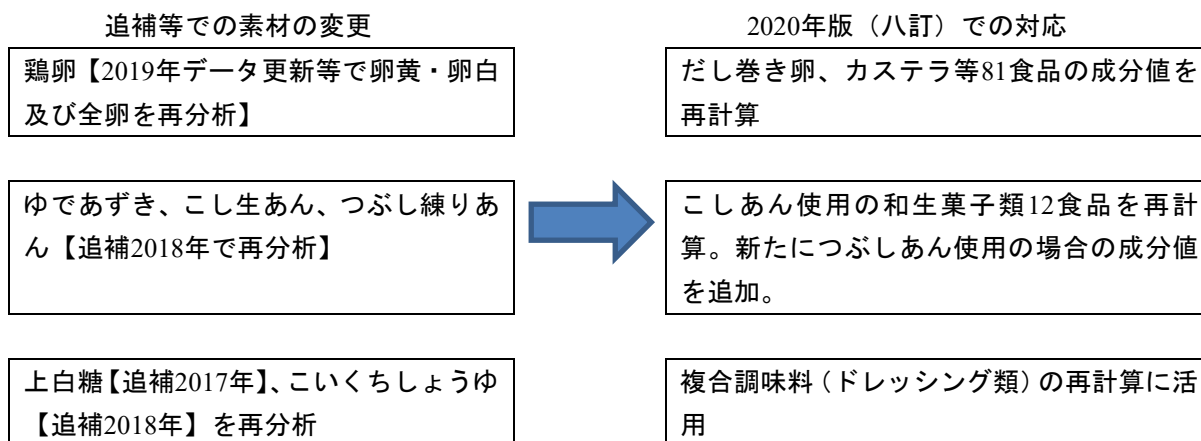 追補等での素材の変更
鶏卵【2019年データ更新等で卵黄・卵白
及び全卵を再分析】
ゆであずき、こし生あん、つぶし練りあ
ん【追補2018年で再分析】
上白糖【追補2017年】、こいくちしょうゆ
【追補2018年】を再分析
2020年版（八訂）での対応
だし巻き卵、カステラ等81食品の成分値を
再計算
こしあん使用の和生菓子類12食品を再計
算。新たにつぶしあん使用の場合の成分値
を追加。
複合調味料（ドレッシング類）の再計算に活
用